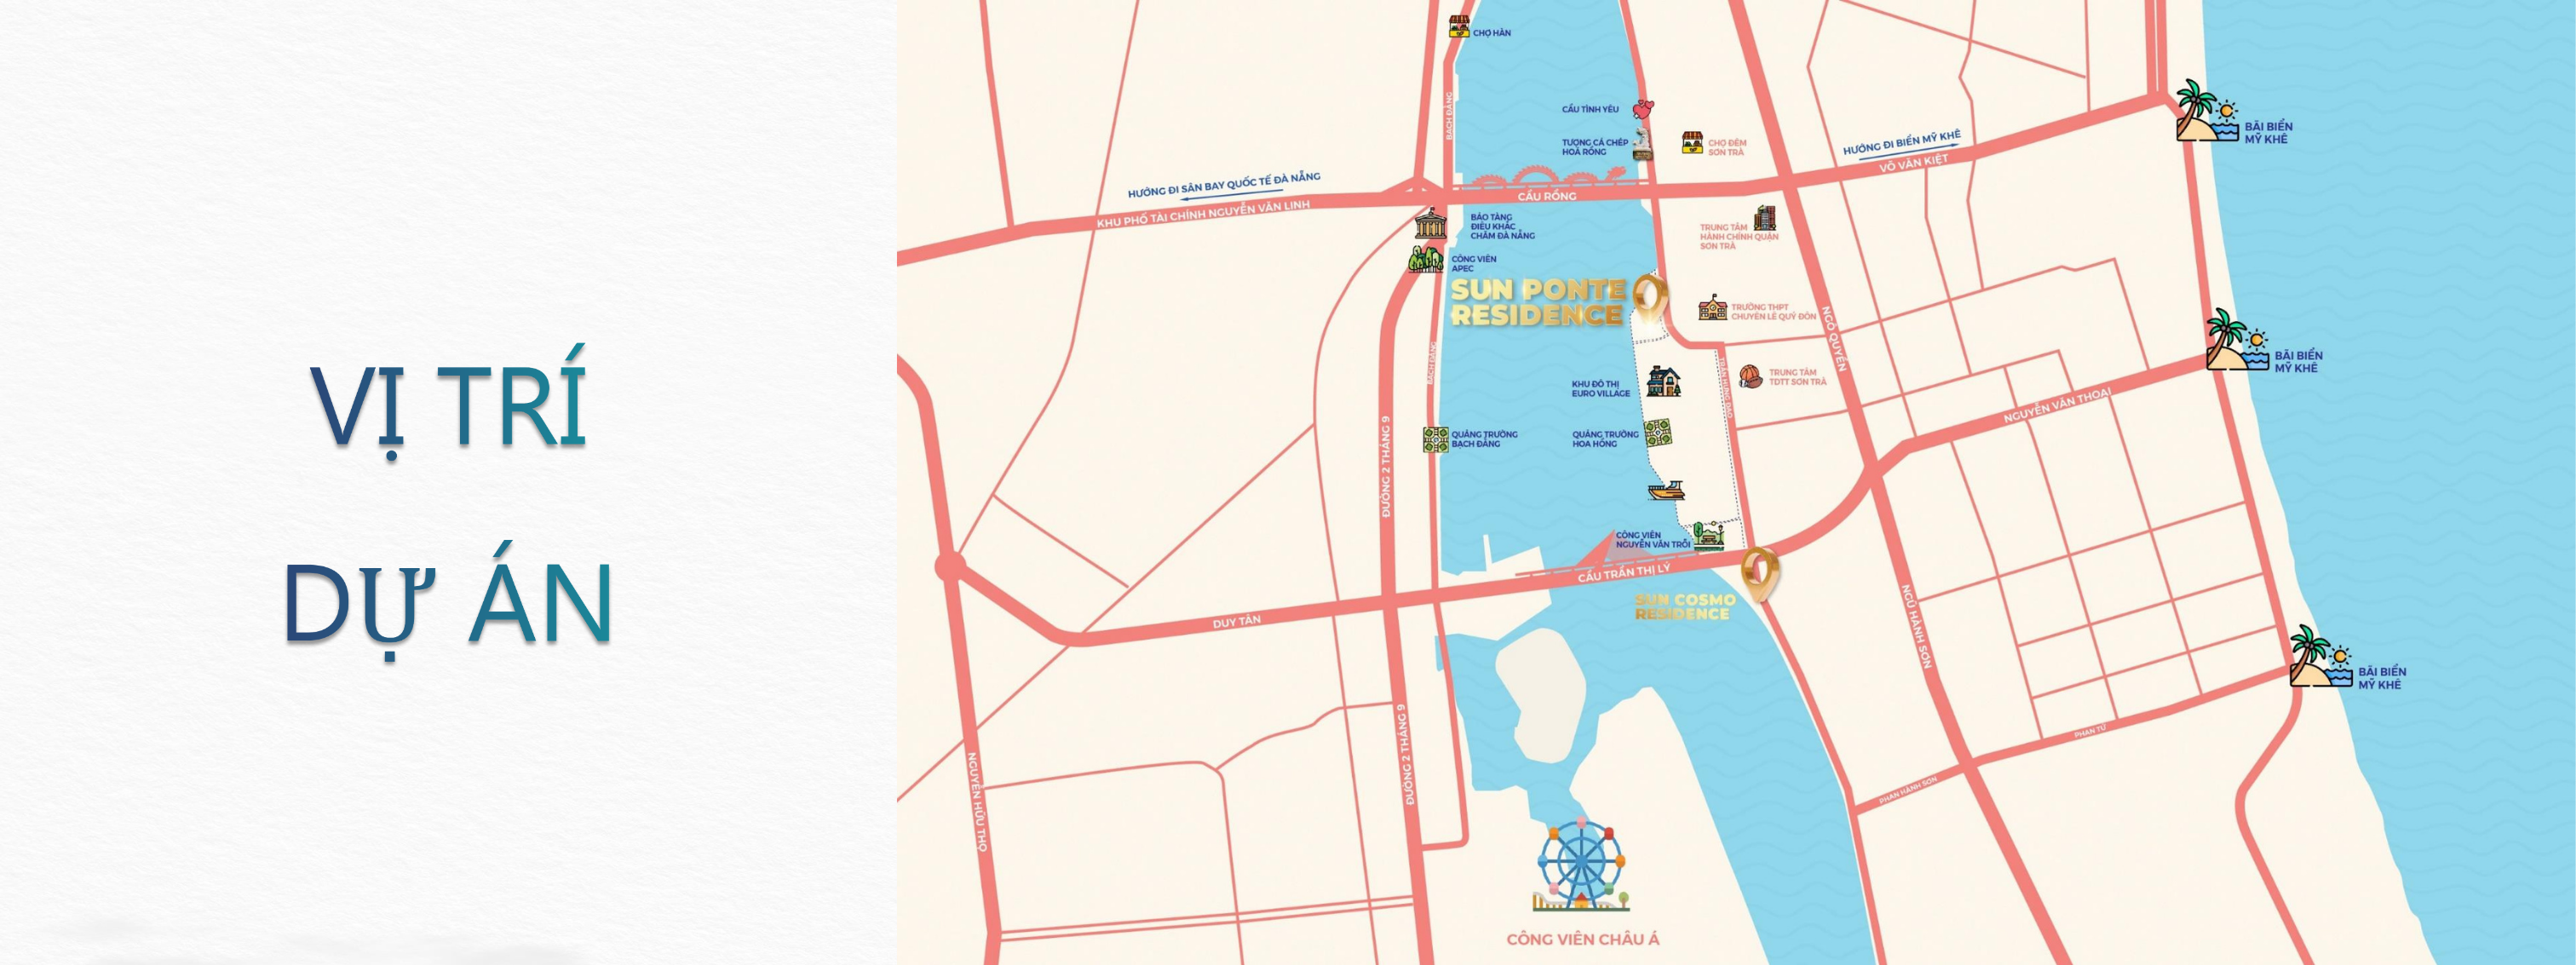 VỊ TRÍ
DỰ ÁN
CHỢ HÀN
BẠCH ĐẰNG
CẦU TÌNH YÊU
TƯỢNG CÁ CHÉP
HOÁ RỒNG
CHỢ ĐÊM
SƠN TRÀ
HƯỚNG ĐI BIỂN MỸ KHÊ
VÕ VĂN KIỆT
BÃI BIỂN
MỸ KHÊ
HƯỚNG ĐI SÂN BAY QUỐC TẾ ĐÀ NẴNG
KHU PHỐ TÀI CHÍNH NGUYỄN VĂN LINH
CẦU RỒNG
BẢO TÀNG
ĐIÊU KHẮC
CHĂM ĐÀ NẴNG
TRUNG TÂM
HÀNH CHÍNH QUẬN
SƠN TRÀ
CÔNG VIÊN
APEC
SUN PONTE
RESIDENCE
TRƯỜNG THPT
CHUYÊN LÊ QUÝ ĐÔN
NGÔ QUYỀN
BẠCH ĐẰNG
BÃI BIỂN
MỸ KHÊ
KHU ĐÔ THỊ
EURO VILLAGE
TRẦN HƯNG ĐẠO
TRUNG TÂM
TDTT SƠN TRÀ
NGUYỄN VĂN THOẠI
ĐƯỜNG 2 THÁNG 9
QUẢNG TRƯỜNG
BẠCH ĐẰNG
QUẢNG TRƯỜNG
HOA HỒNG
CÔNG VIÊN
NGUYỄN VĂN TRỖI
CẦU TRẦN THỊ LÝ
SUN COSMO
RESIDENCE
DUY TÂN
NGŨ HÀNH SƠN
BÃI BIỂN
MỸ KHÊ
PHAN TỨ
PHAN HÀNH SƠN
NGUYỄN HỮU THỌ
ĐƯỜNG 2 THÁNG 9
CÔNG VIÊN CHÂU Á